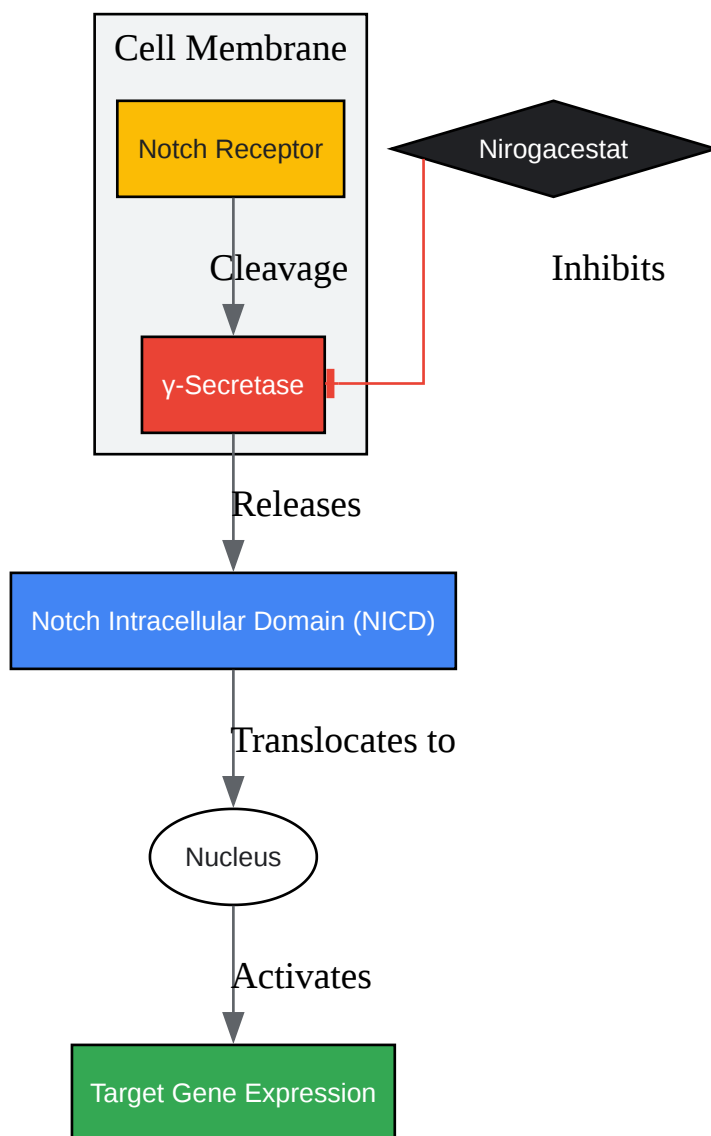 Cell Membrane
Notch Receptor
Nirogacestat
Cleavage
Inhibits
γ-Secretase
Releases
Notch Intracellular Domain (NICD)
Translocates to
Nucleus
Activates
Target Gene Expression